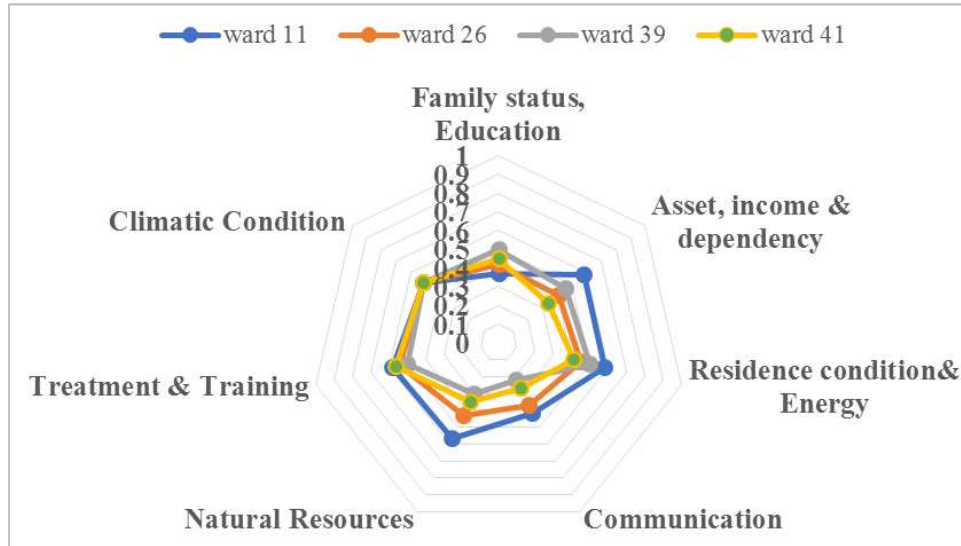 ward 11 ward 26 ward 39 ward 41
Family status,
Education
1
0.9
0.8
0.7
0.6
0.5
0.4
0.3
0.2
0.1
0
Asset, income &
dependency
Residence condition&
Energy
Communication
Natural Resources
Treatment & Training
Climatic Condition